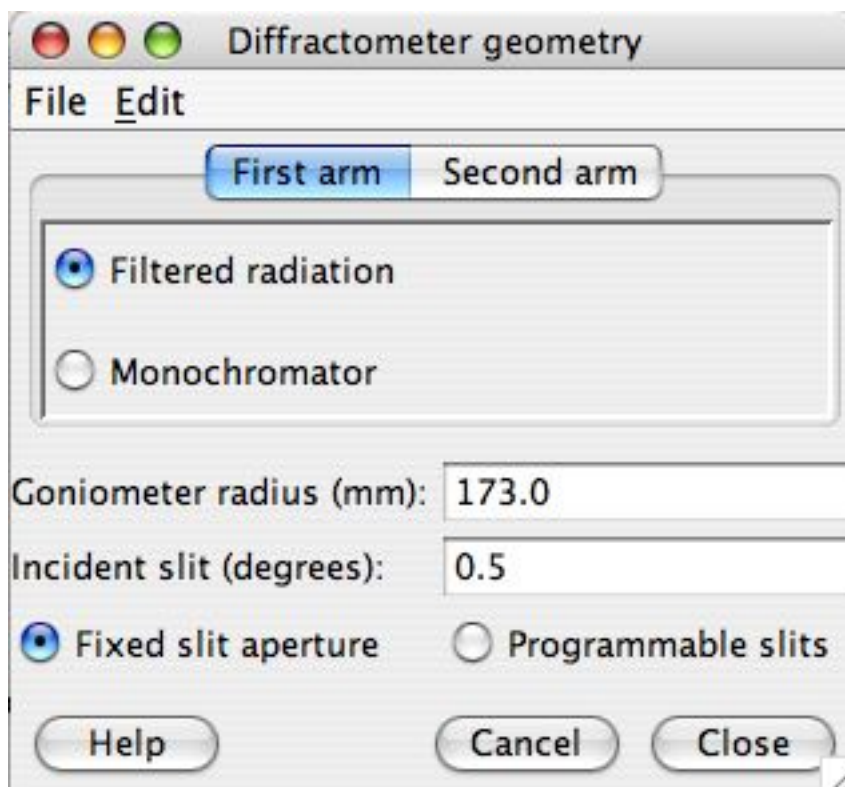 Diffractometer geometry
File Edit
First arm Second arm
Filtered radiation
Monochromator
Goniometer radius (mm): 173.0
Incident slit (degrees): 0.5
Fixed slit aperture Programmable slits
Help Cancel Close